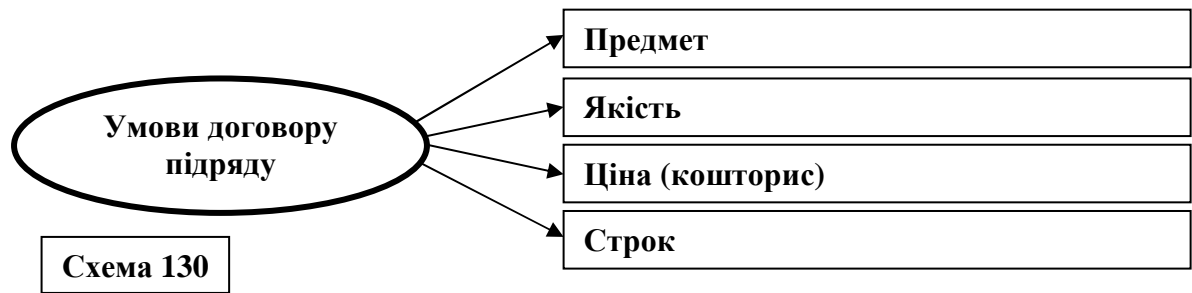 Умови договору
підряду
Предмет
Якість
Ціна (кошторис)
Строк
Схема 130